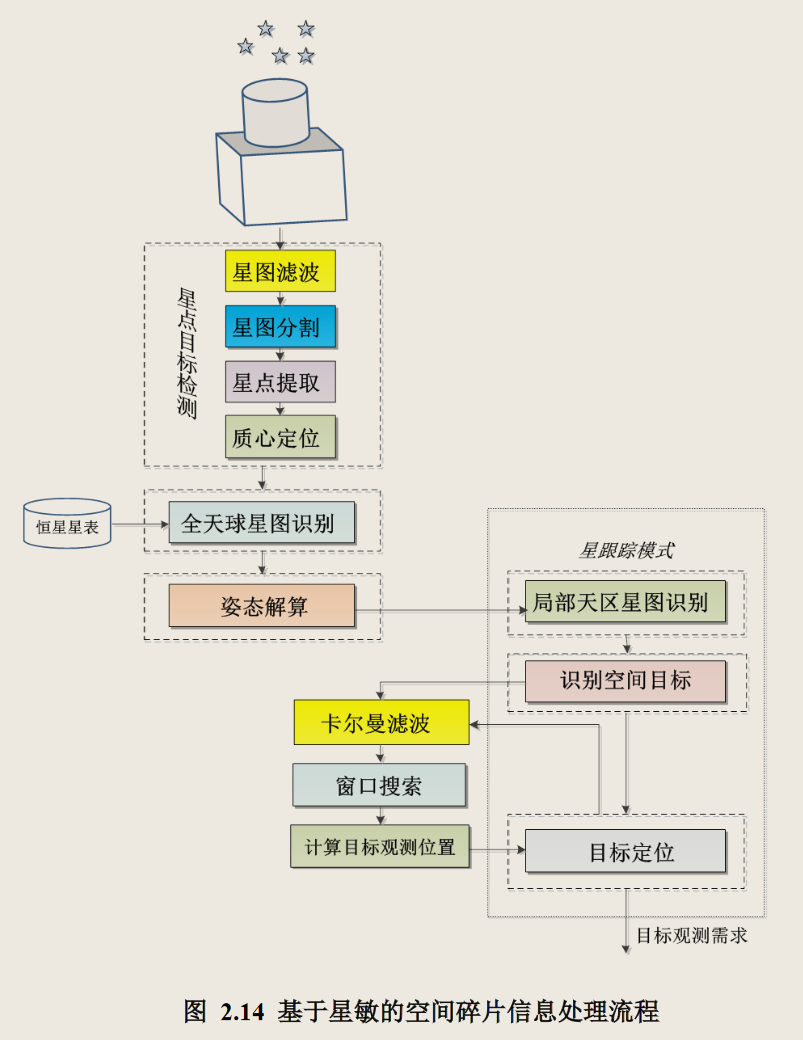 星图滤波
星图分割
星点提取
质心定位
星点目标检测
恒星星表
全天球星图识别
姿态解算
星跟踪模式
局部天区星图识别
识别空间目标
卡尔曼滤波
窗口搜索
计算目标观测位置
目标定位
目标观测需求
图 2.14 基于星敏的空间碎片信息处理流程